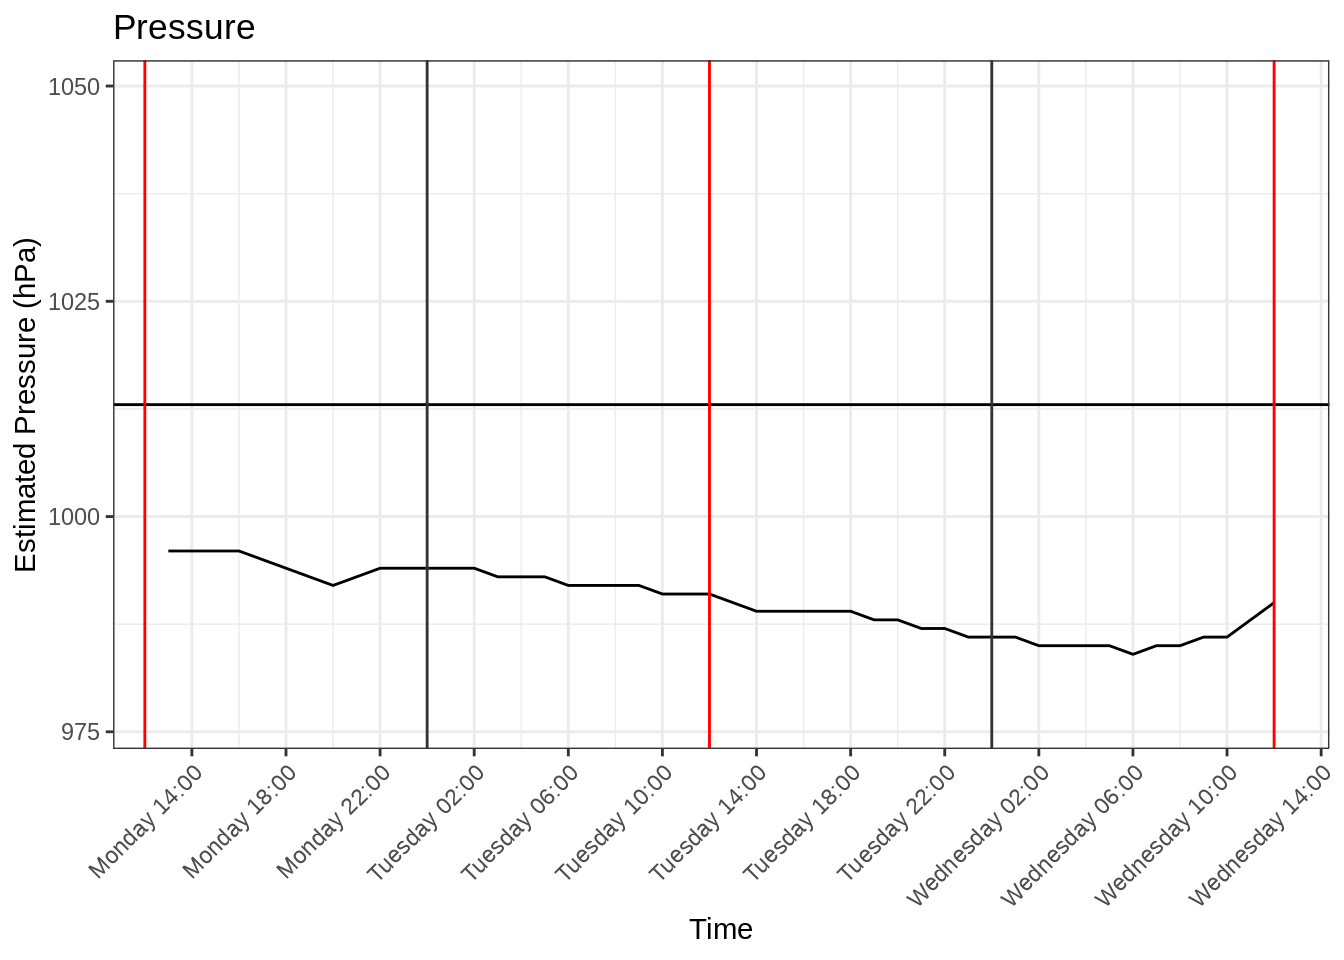 Pressure
Estimated Pressure (hPa)
1050
1025
1000
975
Monday 14:00
Monday 18:00
Monday 22:00
Tuesday 02:00
Tuesday 06:00
Tuesday 10:00
Tuesday 14:00
Tuesday 18:00
Tuesday 22:00
Wednesday 02:00
Wednesday 06:00
Wednesday 10:00
Wednesday 14:00
Time